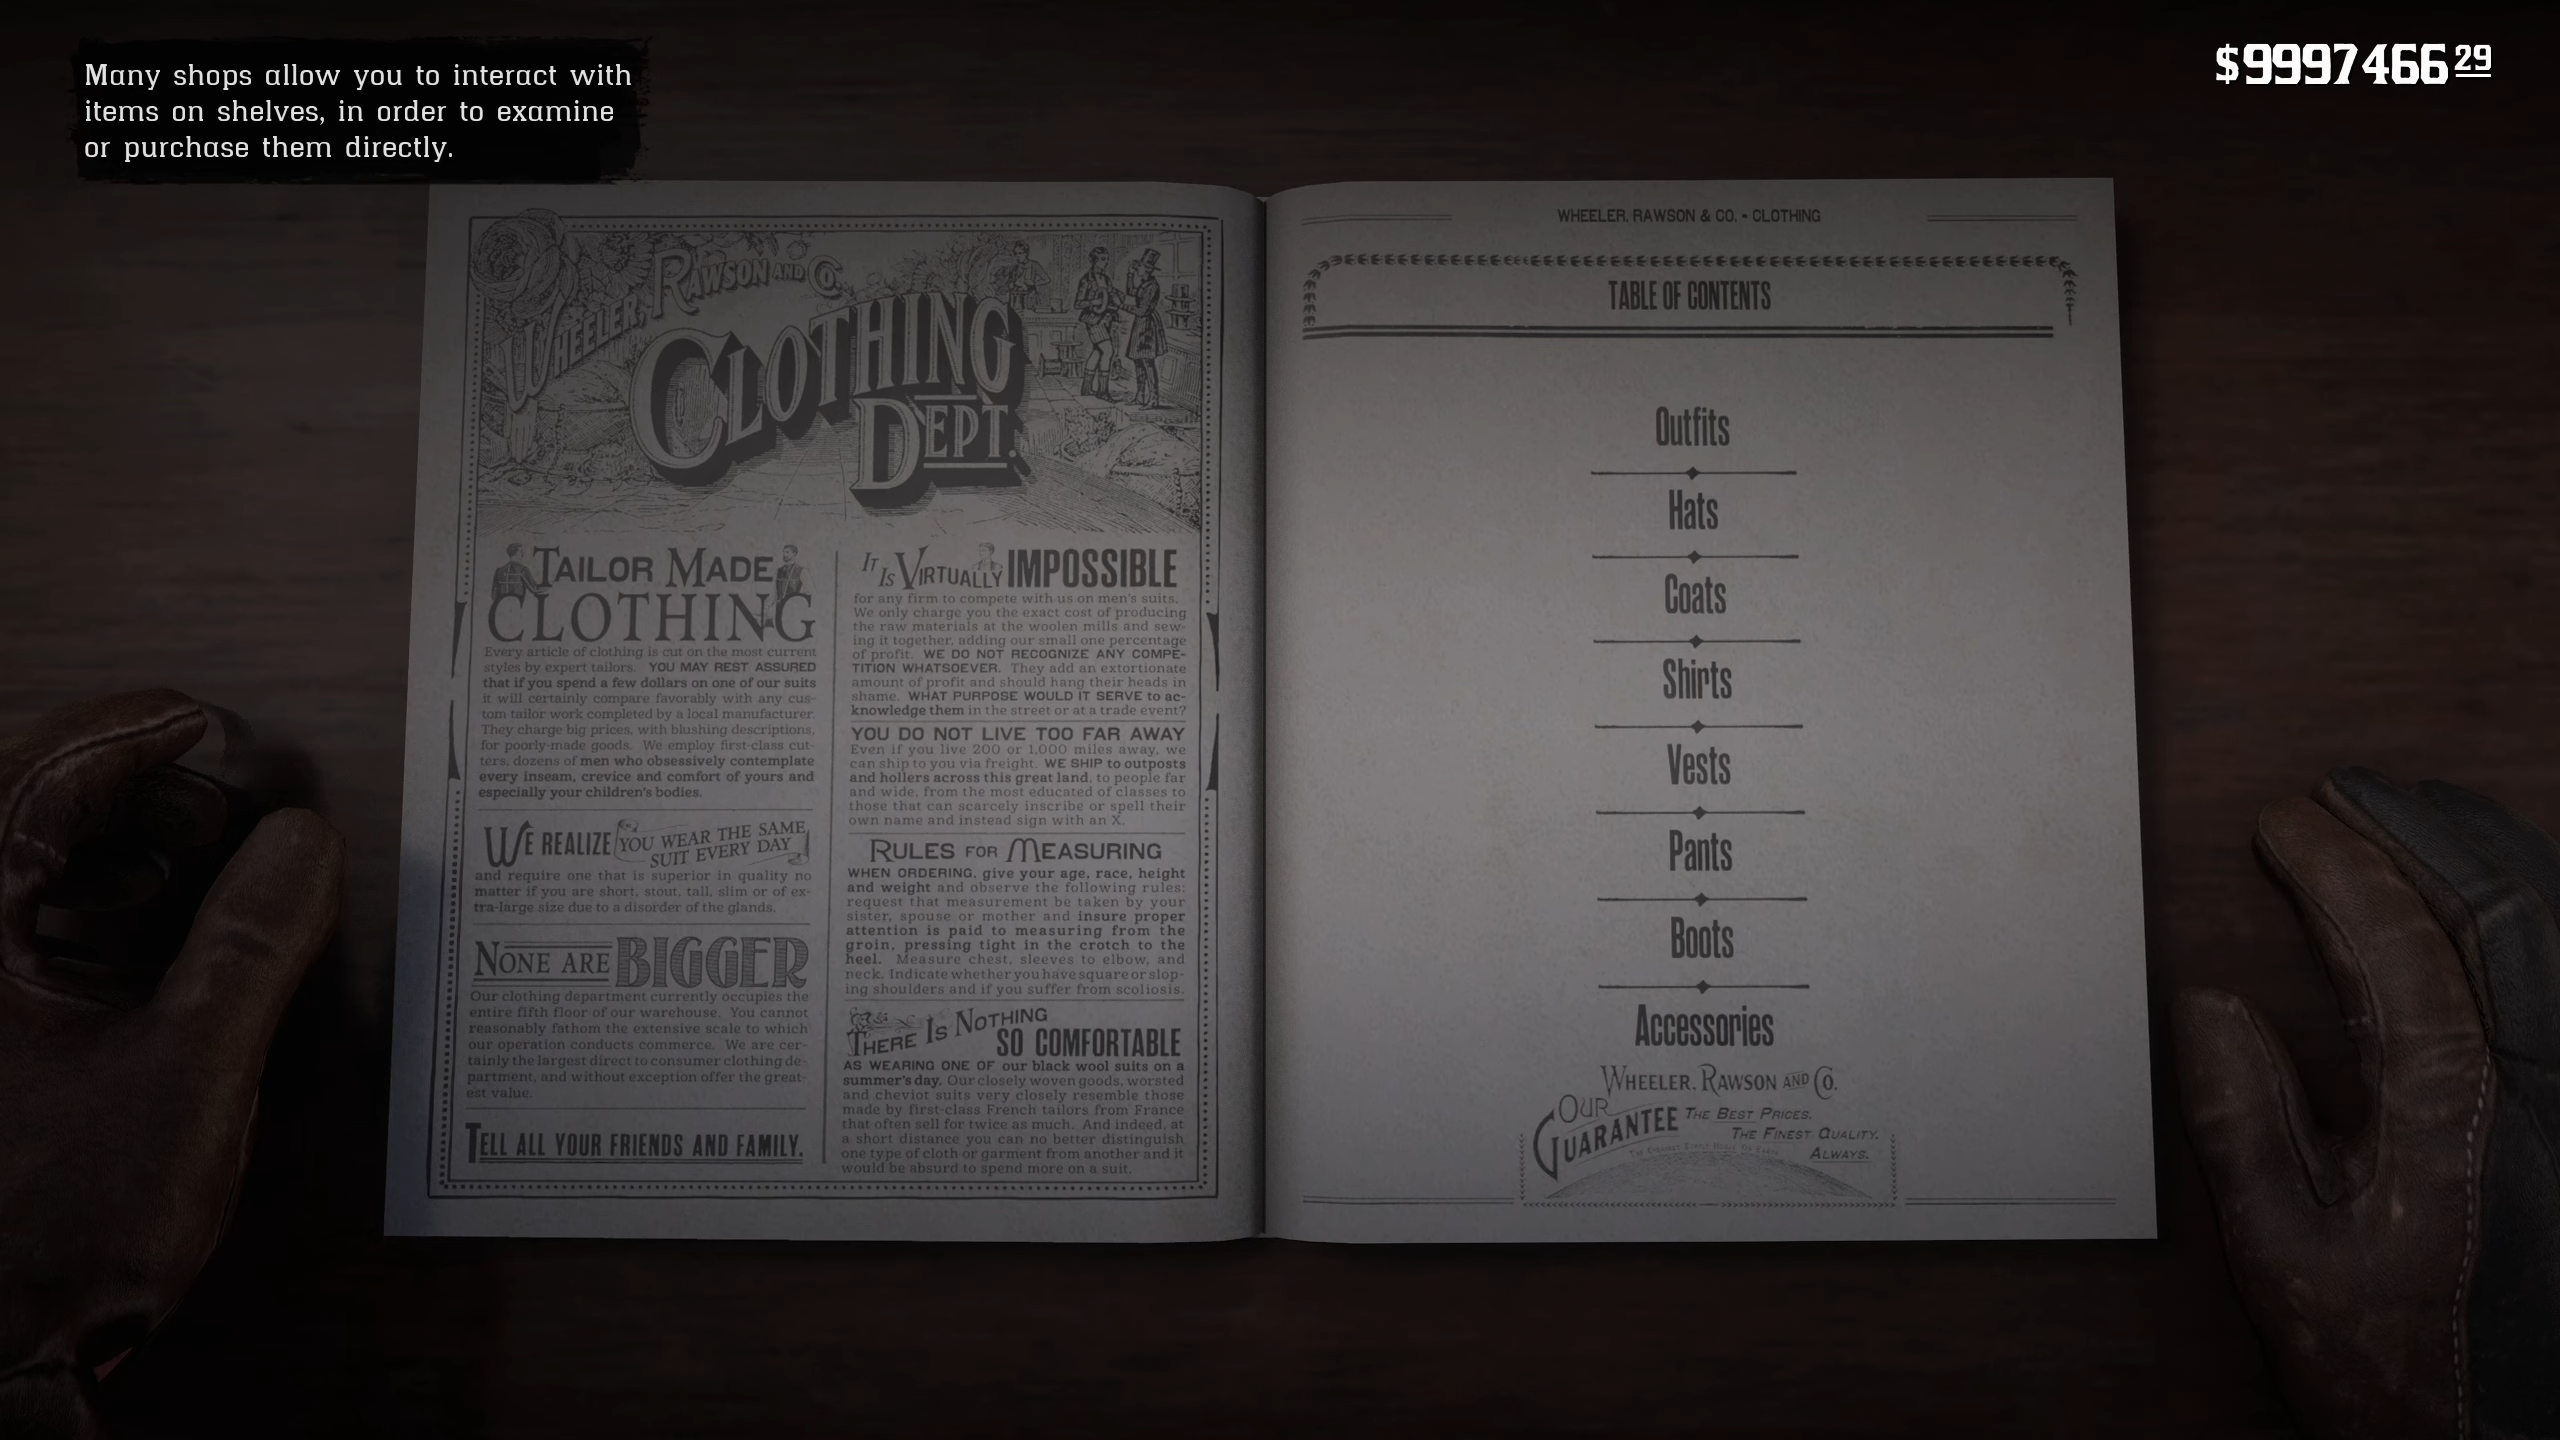 Many shops allow you to interact with
items on shelves, in order to examine
or purchase them directly.
$9997466 29
WHEELER, RAWSON AND CO.
CLOTHING
DEPT.
TAILOR MADE
CLOTHING
Every article of clothing is cut on the most current
styles by expert tailors. YOU MAY REST ASSURED
that if you spend a few dollars on one of our suits
it will certainly compare favorably with any cus-
tom tailor work completed by a local manufacturer.
They charge big prices, with blushing descriptions,
for poorly-made goods. We employ first-class cut-
ters, dozens of men who obsessively contemplate
every inseam, crevice and comfort of yours and
especially your children's bodies.
WE REALIZE YOU WEAR THE SAME
SUIT EVERY DAY
and require one that is superior in quality no
matter if you are short, stout, tall, slim or of ex-
tra-large size due to a disorder of the glands.
NONE ARE BIGGER
Our clothing department currently occupies the
entire fifth floor of our warehouse. You cannot
reasonably fathom the extensive scale to which
our operation conducts commerce. We are cer-
tainly the largest direct to consumer clothing de-
partment, and without exception offer the great-
est value.
TELL ALL YOUR FRIENDS AND FAMILY.
IT IS VIRTUALLY IMPOSSIBLE
for any firm to compete with us on men's suits.
We only charge you the exact cost of producing
the raw materials at the woolen mills and sew-
ing it together, adding our small one percentage
of profit. WE DO NOT RECOGNIZE ANY COMPE-
TITION WHATSOEVER. They add an extortionate
amount of profit and should hang their heads in
shame. WHAT PURPOSE WOULD IT SERVE to ac-
knowledge them in the street or at a trade event?
YOU DO NOT LIVE TOO FAR AWAY
Even if you live 200 or 1,000 miles away, we
can ship to you via freight. WE SHIP to outposts
and hollers across this great land, to people far
and wide, from the most educated of classes to
those that can scarcely inscribe or spell their
own name and instead sign with an X.
RULES FOR MEASURING
WHEN ORDERING, give your age, race, height
and weight and observe the following rules:
request that measurement be taken by your
sister, spouse or mother and insure proper
attention is paid to measuring from the
groin, pressing tight in the crotch to the
heel. Measure chest, sleeves to elbow, and
neck. Indicate whether you have square or slop-
ing shoulders and if you suffer from scoliosis.
THERE IS NOTHING
SO COMFORTABLE
AS WEARING ONE OF our black wool suits on a
summer's day. Our closely woven goods, worsted
and cheviot suits very closely resemble those
made by first-class French tailors from France
that often sell for twice as much. And indeed, at
a short distance you can no better distinguish
one type of cloth or garment from another and it
would be absurd to spend more on a suit.
WHEELER, RAWSON & CO. - CLOTHING
TABLE OF CONTENTS
Outfits
Hats
Coats
Shirts
Vests
Pants
Boots
Accessories
WHEELER, RAWSON AND CO.
OUR
GUARANTEE
THE BEST PRICES.
THE FINEST QUALITY.
ALWAYS.